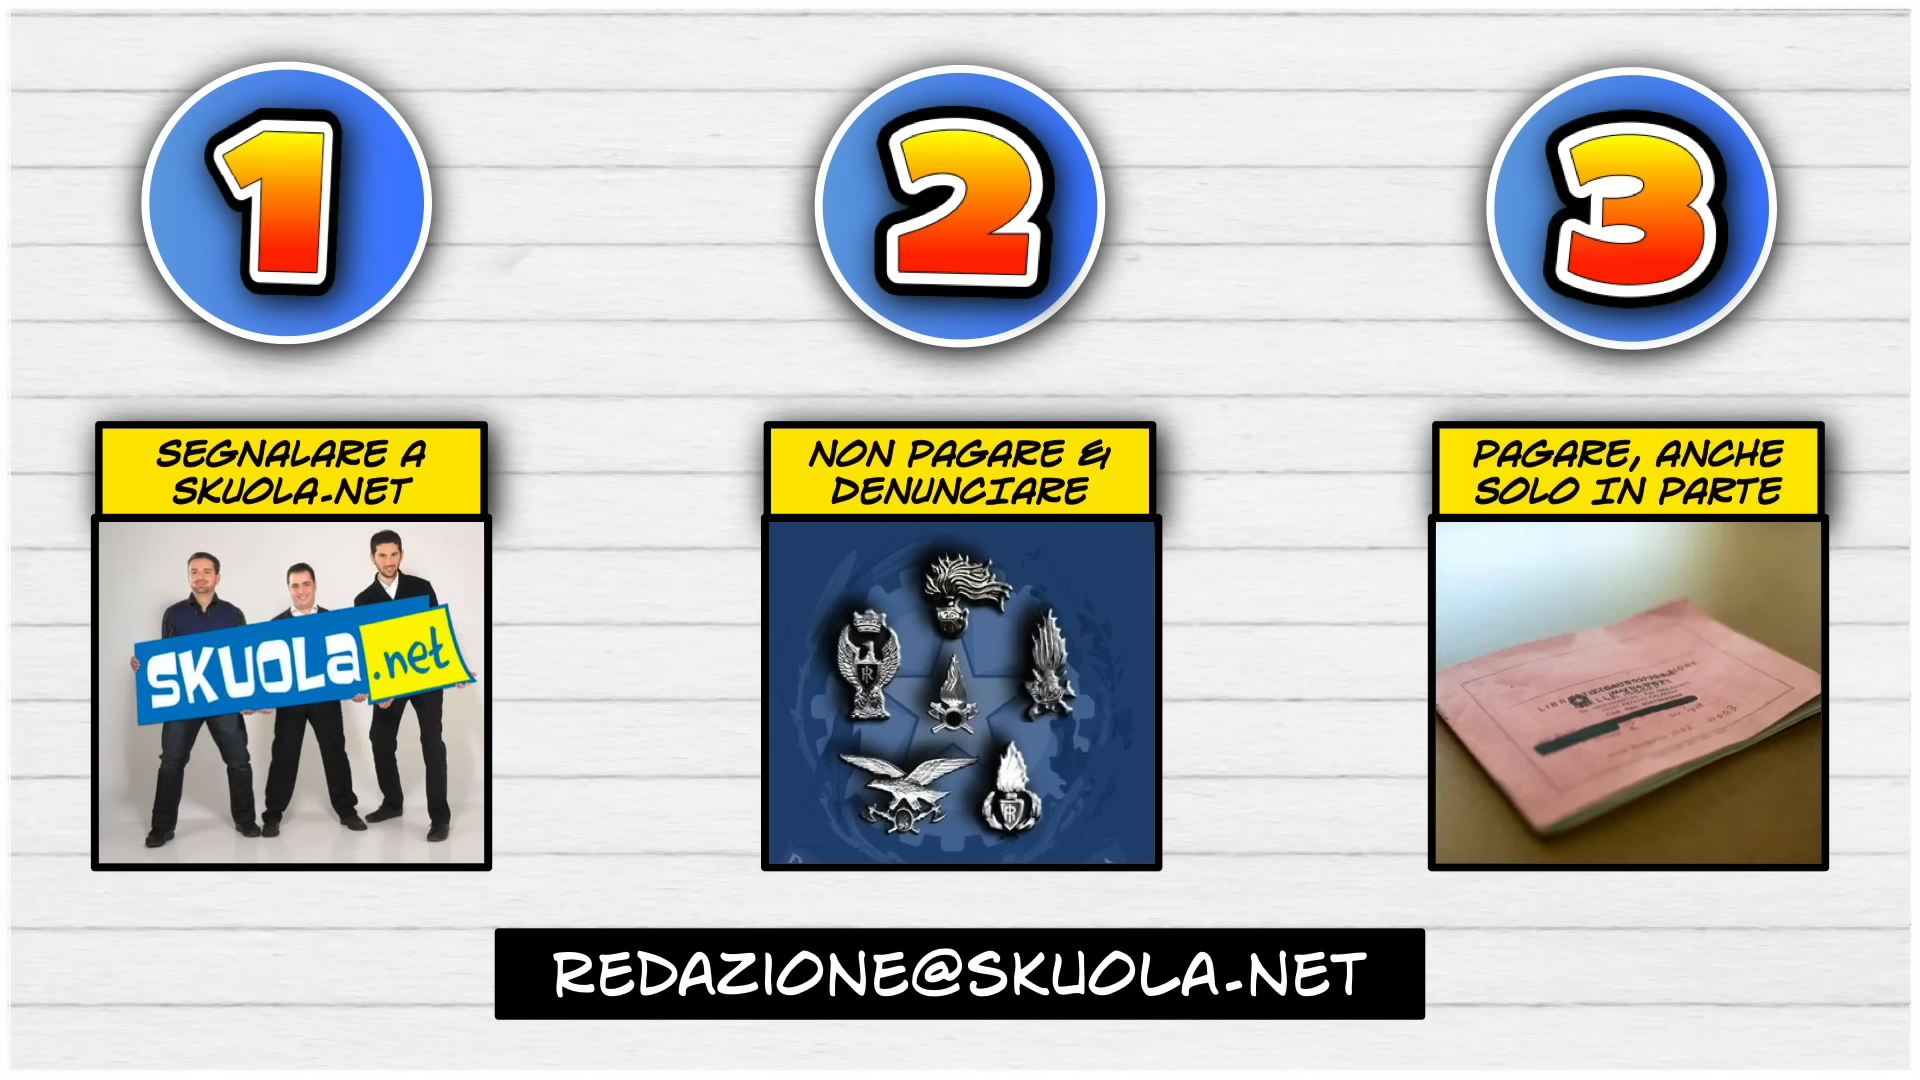 1
2
3
SEGNALARE A
SKUOLA.NET
NON PAGARE &
DENUNCIARE
PAGARE, ANCHE
SOLO IN PARTE
SKUOLA.net
REDAZIONE@SKUOLA.NET